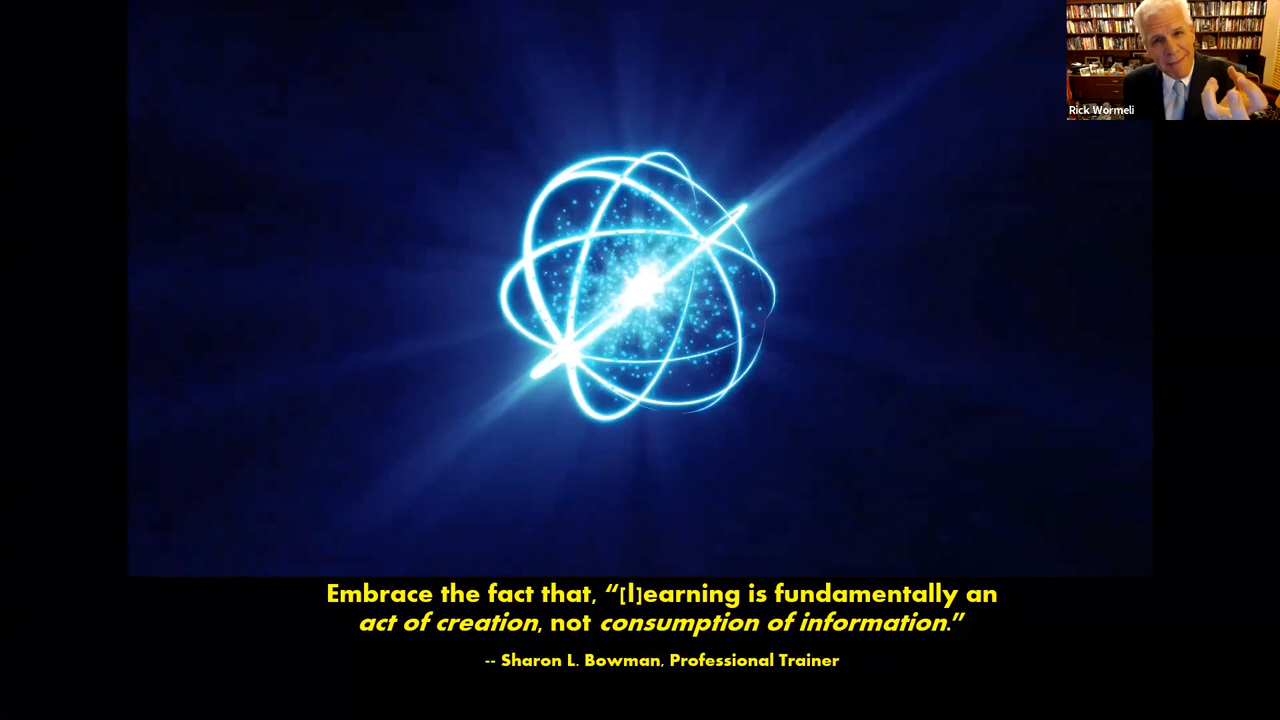 Rick Wormeli
Embrace the fact that, “[l]earning is fundamentally an
act of creation, not consumption of information.”
-- Sharon L. Bowman, Professional Trainer